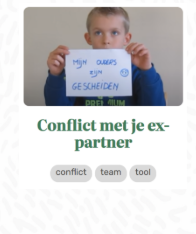 MIJN OUDERS
ZIJN
GESCHEIDEN
Conflict met je ex-
partner
conflict team tool